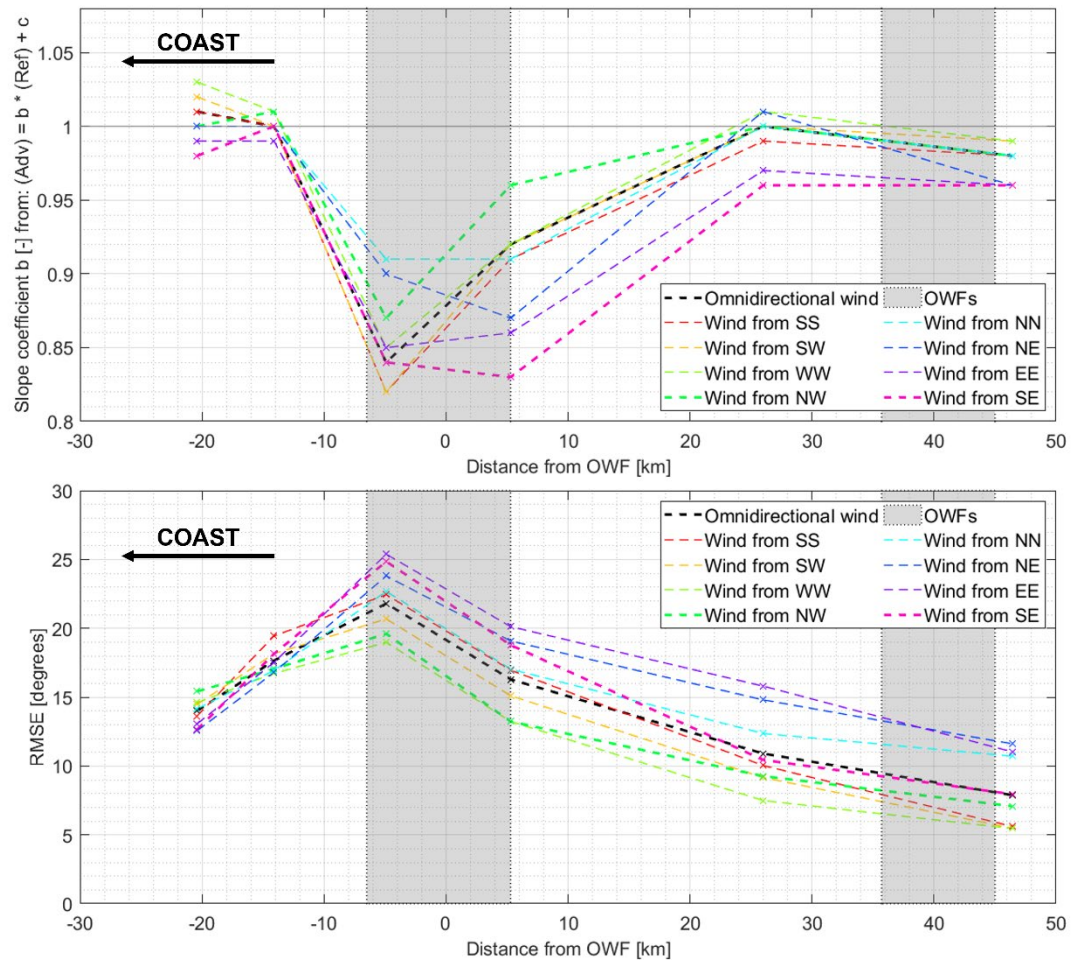 Slope coefficient b [-] from: (Adv) = b * (Ref) + c
1.05
1
0.95
0.9
0.85
0.8
COAST
Omnidirectional wind
OWFs
Wind from SS
Wind from NN
Wind from SW
Wind from NE
Wind from WW
Wind from EE
Wind from NW
Wind from SE
-30
-20
-10
0
10
20
30
40
50
Distance from OWF [km]
RMSE [degrees]
30
25
20
15
10
5
0
COAST
Omnidirectional wind
OWFs
Wind from SS
Wind from NN
Wind from SW
Wind from NE
Wind from WW
Wind from EE
Wind from NW
Wind from SE
-30
-20
-10
0
10
20
30
40
50
Distance from OWF [km]